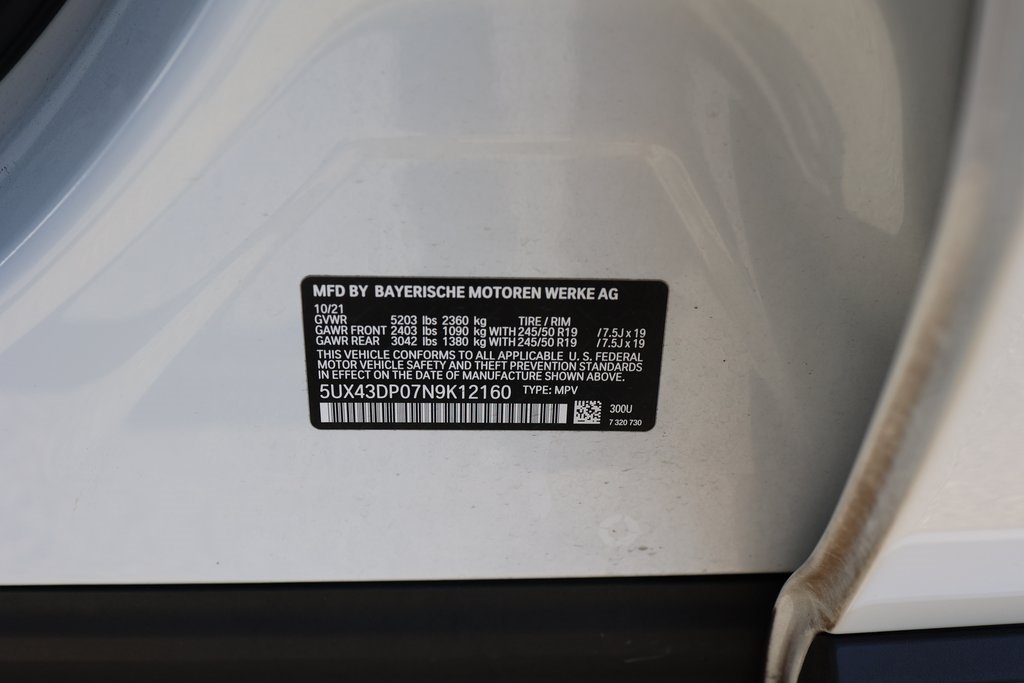 MFD BY BAYERISCHE MOTOREN WERKE AG
10/21
GVWR 5203 lbs 2360 kg TIRE / RIM
GAWR FRONT 2403 lbs 1090 kg WITH 245/50 R19 /7.5J x 19
GAWR REAR 3042 lbs 1380 kg WITH 245/50 R19 /7.5J x 19
THIS VEHICLE CONFORMS TO ALL APPLICABLE U. S. FEDERAL
MOTOR VEHICLE SAFETY AND THEFT PREVENTION STANDARDS
IN EFFECT ON THE DATE OF MANUFACTURE SHOWN ABOVE.
5UX43DP07N9K12160 TYPE: MPV
300U
7 320 730